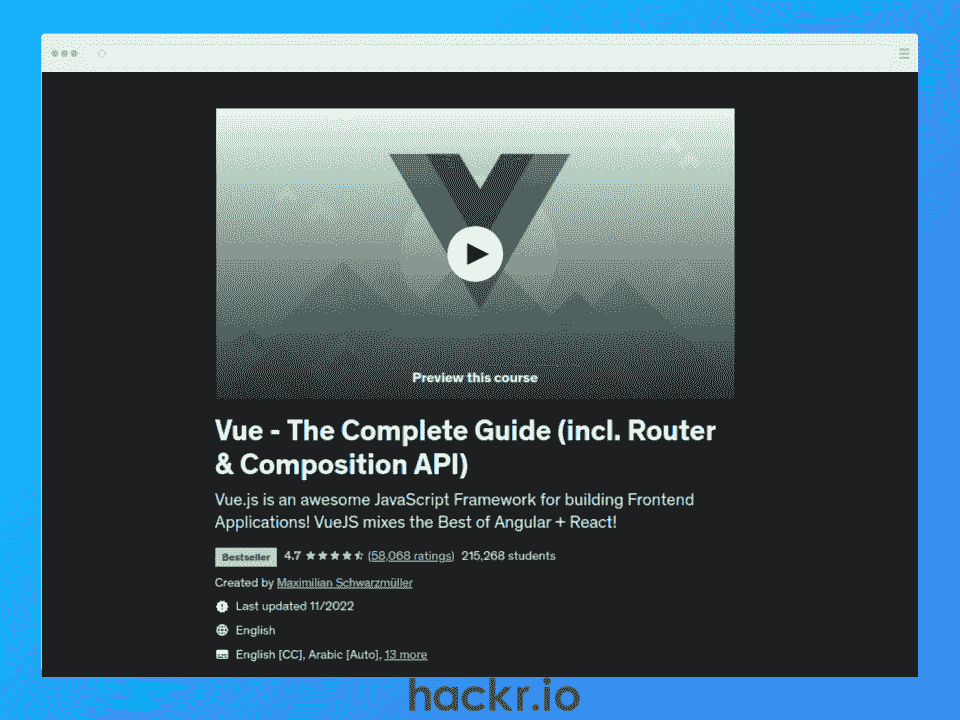 Preview this course
Vue - The Complete Guide (incl. Router
& Composition API)
Vue.js is an awesome JavaScript Framework for building Frontend
Applications! VueJS mixes the Best of Angular + React!
Bestseller 4.7 (58,068 ratings) 215,268 students
Created by Maximilian Schwarzmüller
Last updated 11/2022
English
English [CC], Arabic [Auto], 13 more
hackr.io